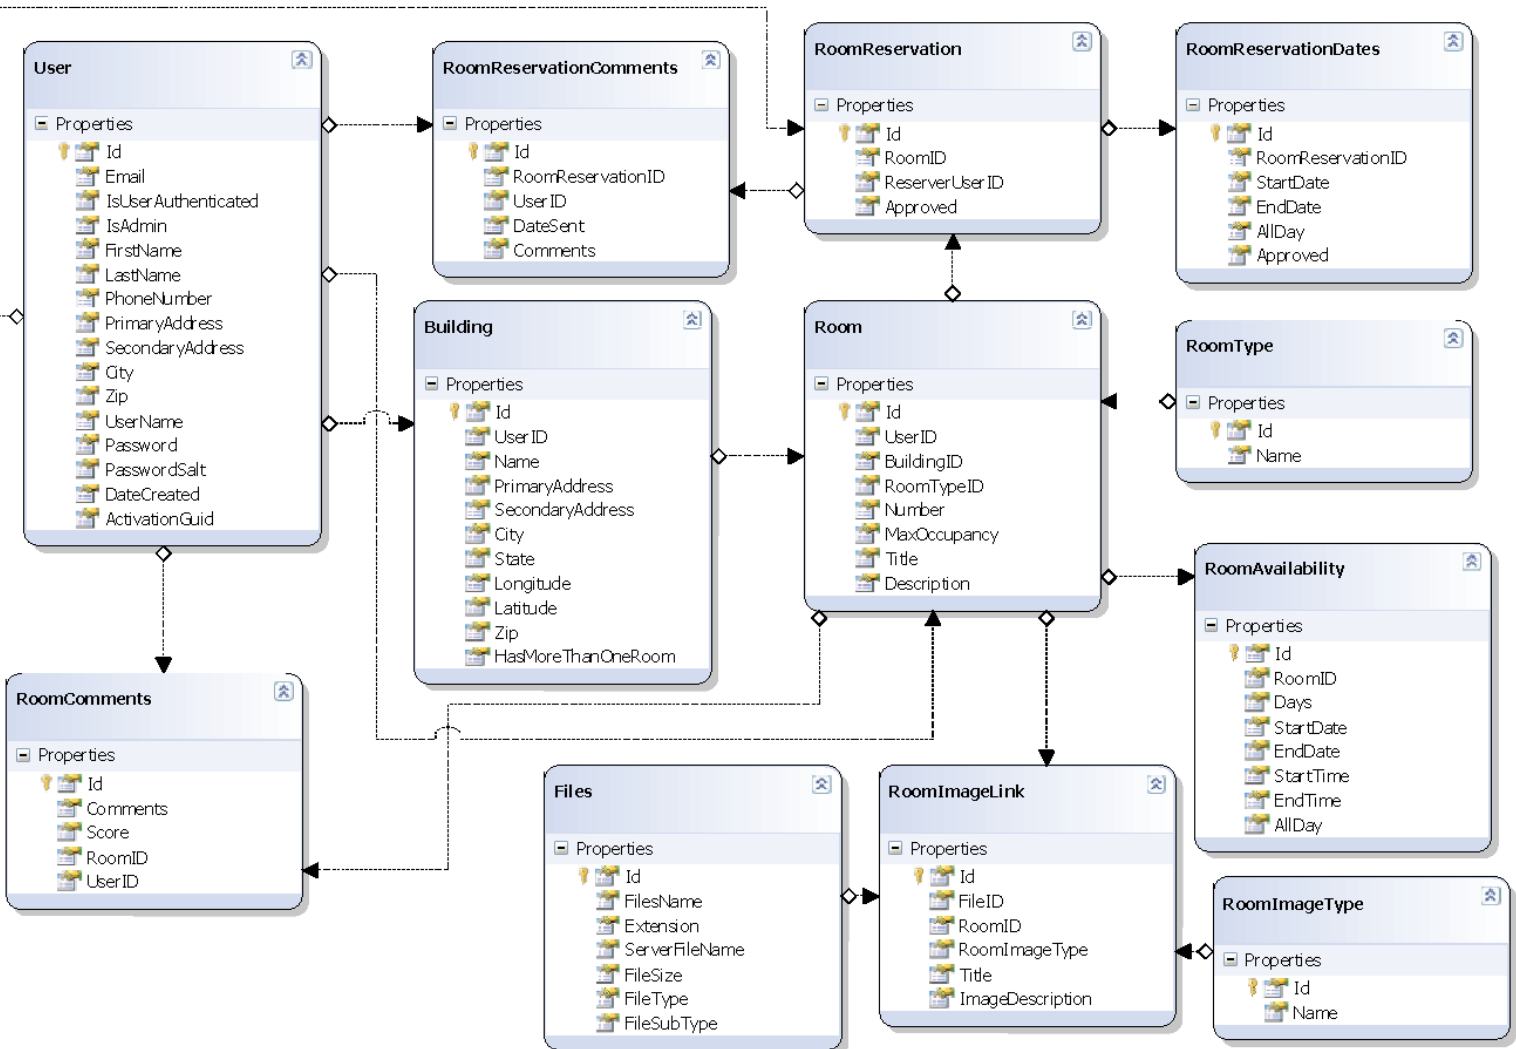 User
Properties
Id
Email
IsUserAuthenticated
IsAdmin
FirstName
LastName
PhoneNumber
PrimaryAddress
SecondaryAddress
City
Zip
UserName
Password
PasswordSalt
DateCreated
ActivationGuid
RoomReservationComments
Properties
Id
RoomReservationID
UserID
DateSent
Comments
RoomReservation
Properties
Id
RoomID
ReserverUserID
Approved
RoomReservationDates
Properties
Id
RoomReservationID
StartDate
EndDate
AllDay
Approved
Building
Properties
Id
UserID
Name
PrimaryAddress
SecondaryAddress
City
State
Longitude
Latitude
Zip
HasMoreThanOneRoom
Room
Properties
Id
UserID
BuildingID
RoomTypeID
Number
MaxOccupancy
Title
Description
RoomType
Properties
Id
Name
RoomAvailability
Properties
Id
RoomID
Days
StartDate
EndDate
StartTime
EndTime
AllDay
RoomComments
Properties
Id
Comments
Score
RoomID
UserID
Files
Properties
Id
FilesName
Extension
ServerFileName
FileSize
FileType
FileSubType
RoomImageLink
Properties
Id
FileID
RoomID
RoomImageType
Title
ImageDescription
RoomImageType
Properties
Id
Name